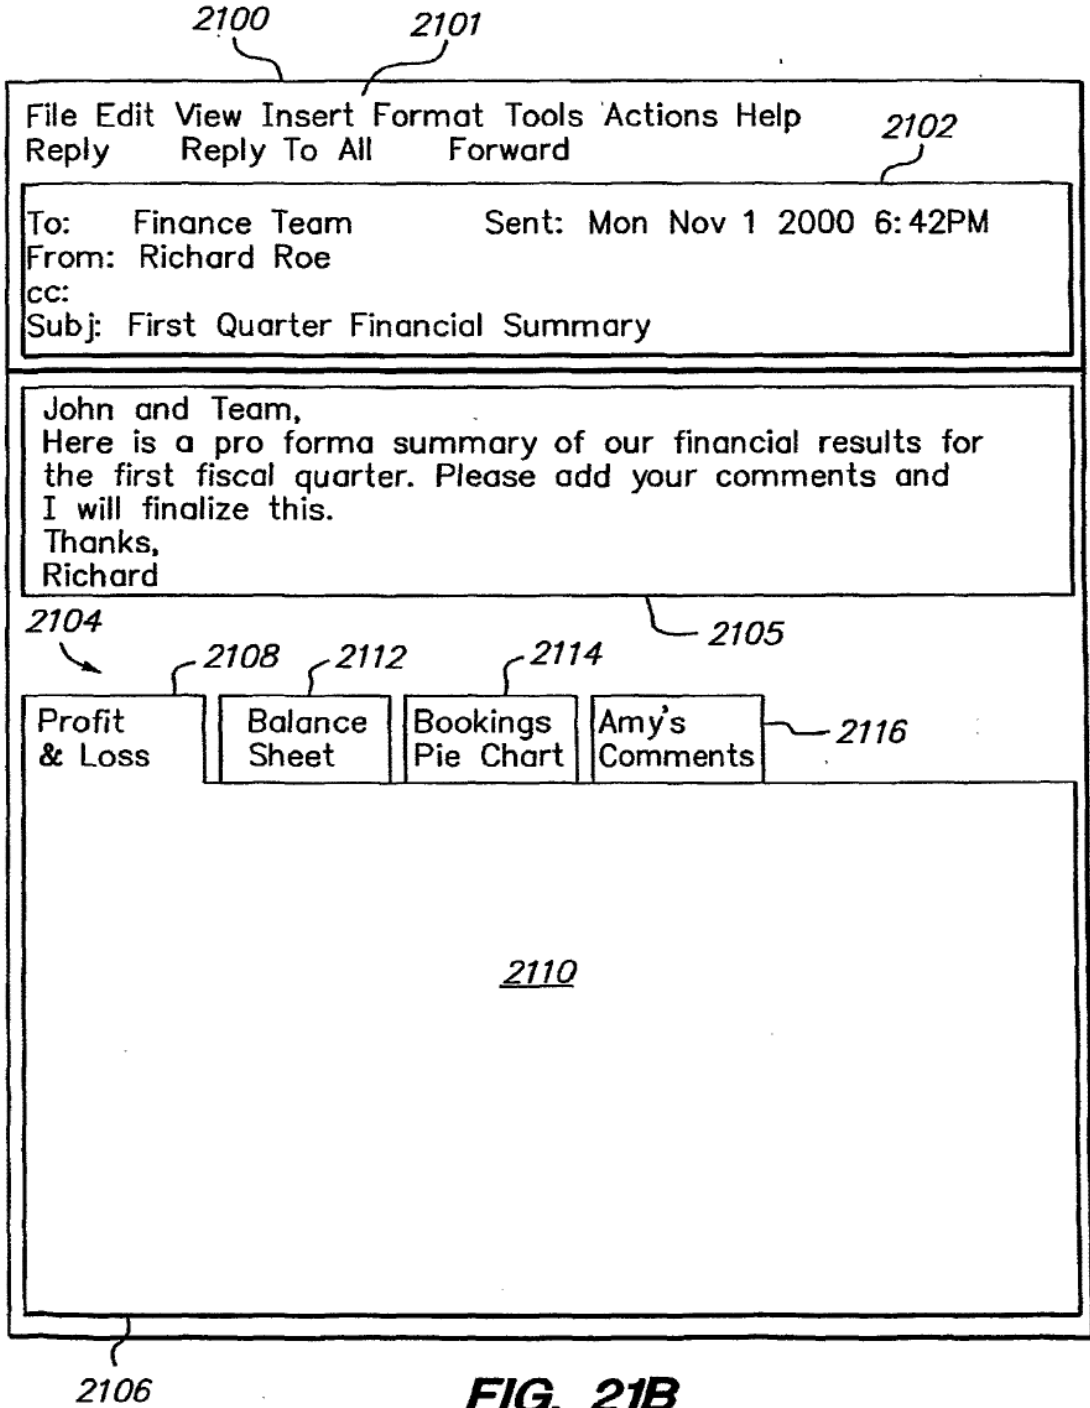 2100 2101
File Edit View Insert Format Tools Actions Help
2102
Reply Reply To All Forward
To: Finance Team Sent: Mon Nov 1 2000 6:42PM
From: Richard Roe
cc:
Subj: First Quarter Financial Summary
John and Team,
Here is a pro forma summary of our financial results for
the first fiscal quarter. Please add your comments and
I will finalize this.
Thanks,
Richard
2104
2105
2108 2112 2114
Profit
& Loss
Balance
Sheet
Bookings
Pie Chart
Amy's
Comments
2116
2110
2106
FIG. 21B